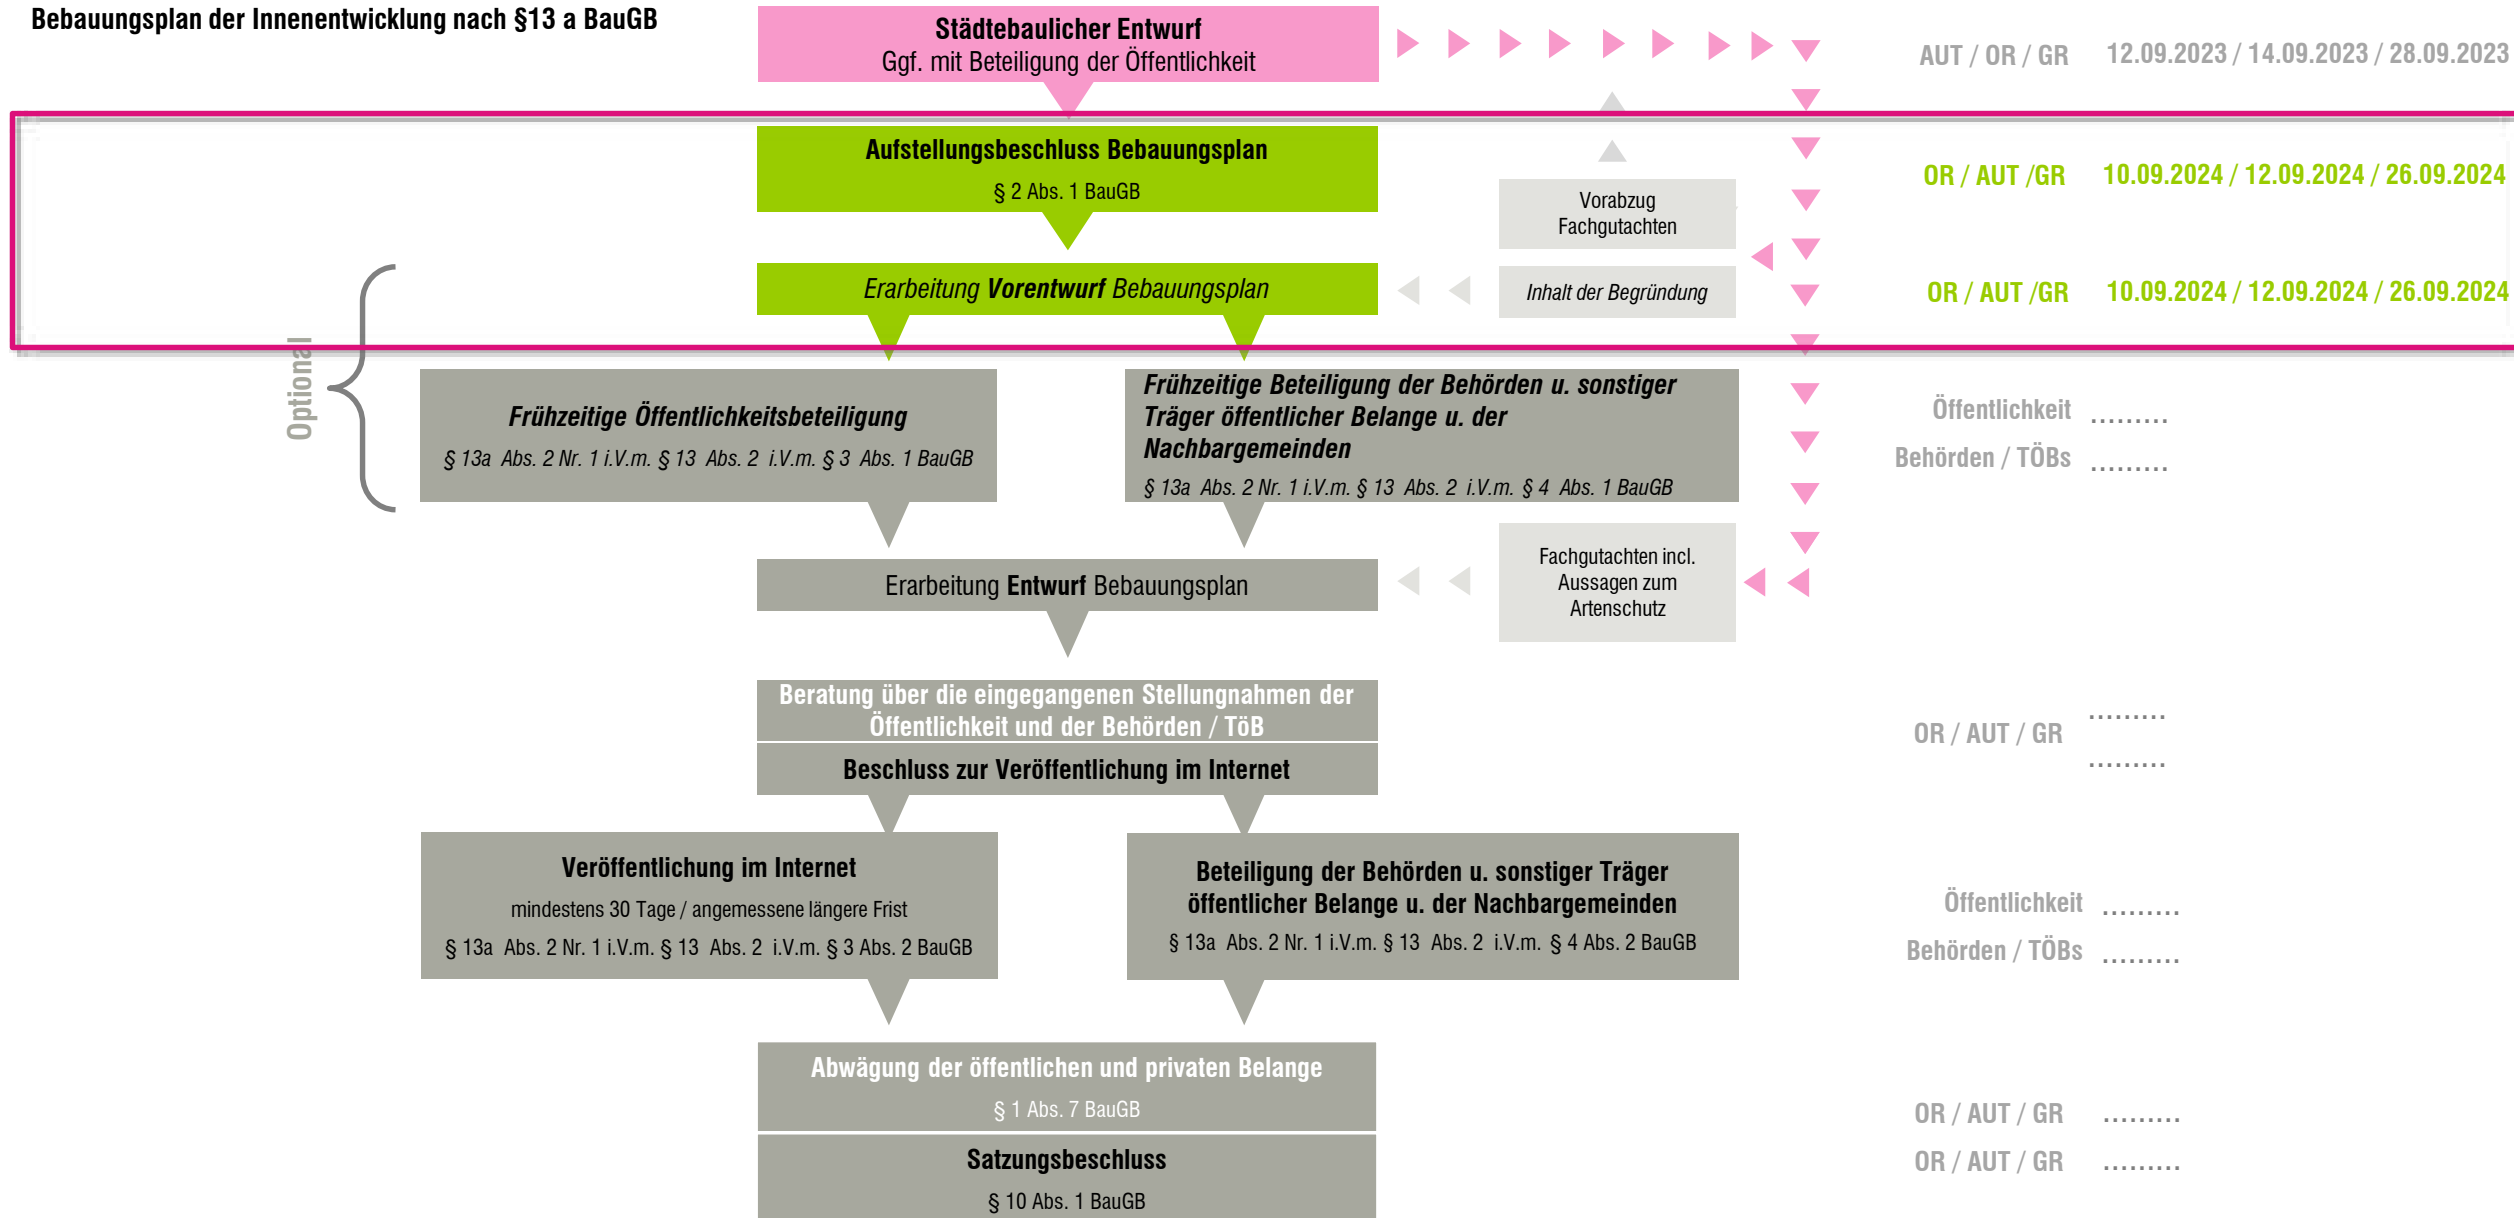 Bebauungsplan der Innenentwicklung nach §13 a BauGB
Städtebaulicher Entwurf
Ggf. mit Beteiligung der Öffentlichkeit
AUT / OR / GR 12.09.2023 / 14.09.2023 / 28.09.2023
Aufstellungsbeschluss Bebauungsplan
§ 2 Abs. 1 BauGB
OR / AUT /GR 10.09.2024 / 12.09.2024 / 26.09.2024
Vorabzug
Fachgutachten
Erarbeitung Vorentwurf Bebauungsplan
Inhalt der Begründung
OR / AUT /GR 10.09.2024 / 12.09.2024 / 26.09.2024
Optional
Frühzeitige Öffentlichkeitsbeteiligung
§ 13a Abs. 2 Nr. 1 i.V.m. § 13 Abs. 2 i.V.m. § 3 Abs. 1 BauGB
Frühzeitige Beteiligung der Behörden u. sonstiger
Träger öffentlicher Belange u. der
Nachbargemeinden
§ 13a Abs. 2 Nr. 1 i.V.m. § 13 Abs. 2 i.V.m. § 4 Abs. 1 BauGB
Öffentlichkeit .........
Behörden / TÖBs .........
Erarbeitung Entwurf Bebauungsplan
Fachgutachten incl.
Aussagen zum
Artenschutz
Beratung über die eingegangenen Stellungnahmen der
Öffentlichkeit und der Behörden / TöB
Beschluss zur Veröffentlichung im Internet
.........
OR / AUT / GR
.........
Veröffentlichung im Internet
mindestens 30 Tage / angemessene längere Frist
§ 13a Abs. 2 Nr. 1 i.V.m. § 13 Abs. 2 i.V.m. § 3 Abs. 2 BauGB
Beteiligung der Behörden u. sonstiger Träger
öffentlicher Belange u. der Nachbargemeinden
§ 13a Abs. 2 Nr. 1 i.V.m. § 13 Abs. 2 i.V.m. § 4 Abs. 2 BauGB
Öffentlichkeit .........
Behörden / TÖBs .........
Abwägung der öffentlichen und privaten Belange
§ 1 Abs. 7 BauGB
OR / AUT / GR .........
Satzungsbeschluss
§ 10 Abs. 1 BauGB
OR / AUT / GR .........